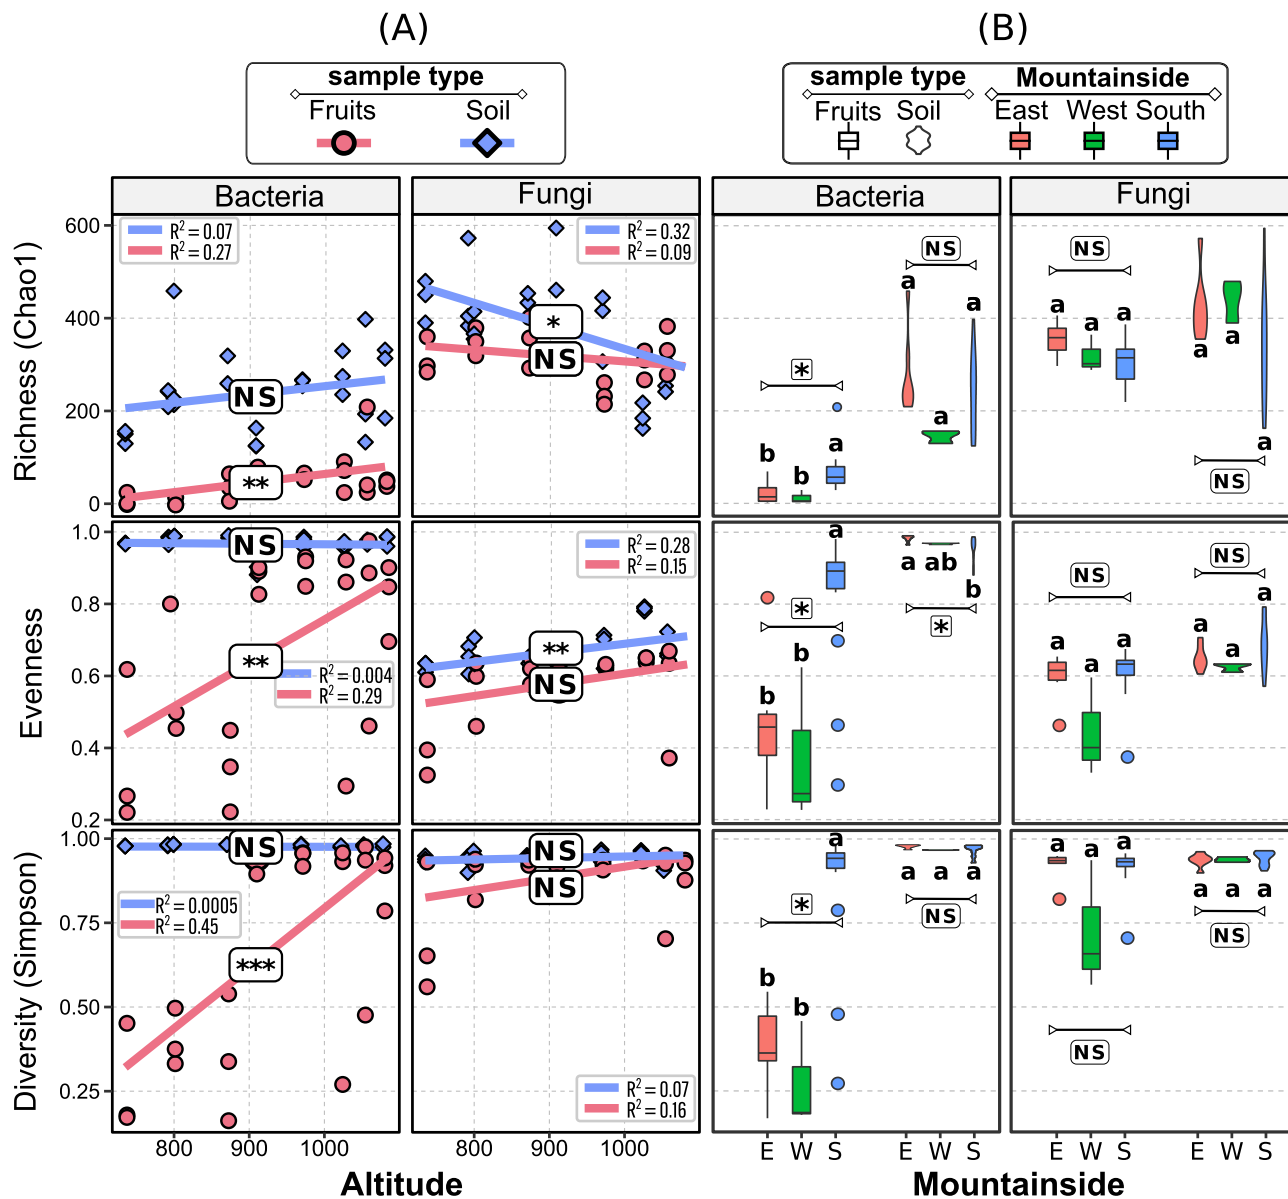 (A) (B)
sample type
Fruits Soil
sample type Mountainside
Fruits Soil East West South
Bacteria Fungi Bacteria Fungi
Richness (Chao1)
600
400
200
0
R² = 0.07
R² = 0.27
NS
**
R² = 0.32
R² = 0.09
*
NS
*
b b a
NS
a a a
NS
a a a
a a a
NS
Evenness
1.0
0.8
0.6
0.4
0.2
NS
**
R² = 0.004
R² = 0.29
R² = 0.28
R² = 0.15
**
NS
a
*
b b
a ab b
*
NS
a a a
NS
a a a
Diversity (Simpson)
1.00
0.75
0.50
0.25
NS
R² = 0.0005
R² = 0.45
***
NS
NS
R² = 0.07
R² = 0.16
a
*
b b
a a a
NS
a a a
NS
a a a
NS
800 900 1000 800 900 1000 E W S E W S E W S E W S
Altitude Mountainside